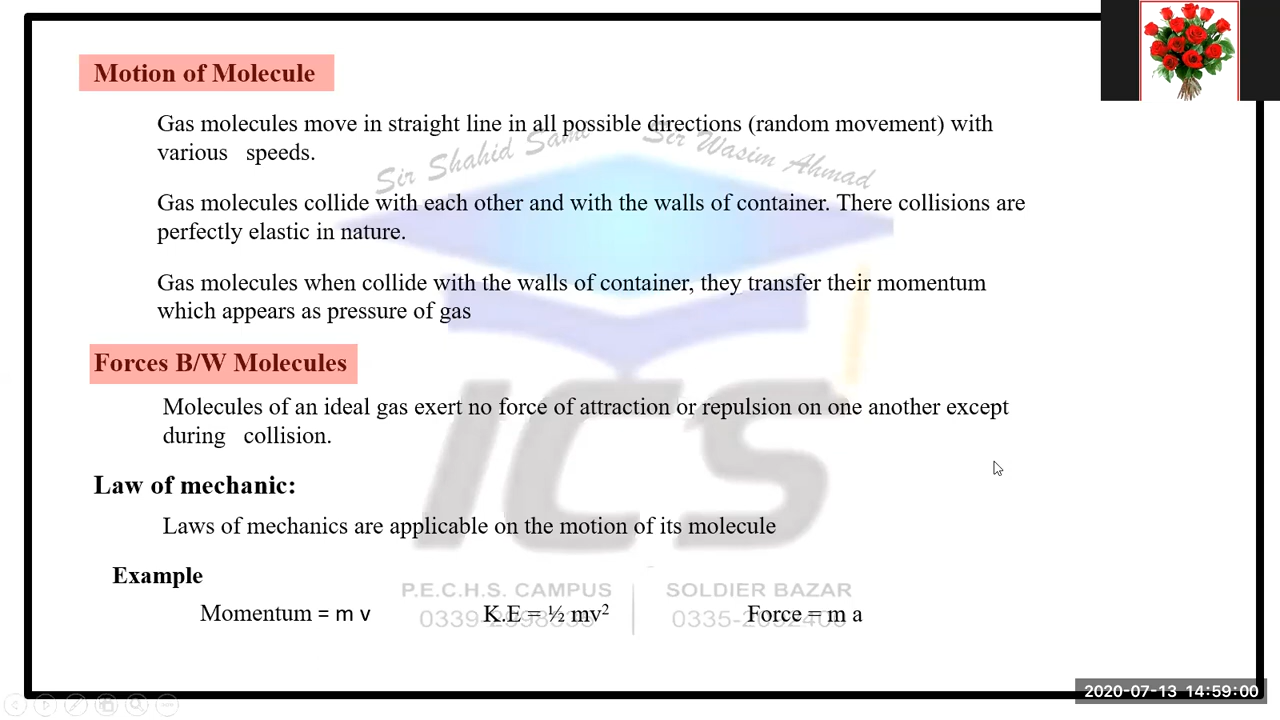 Motion of Molecule
Gas molecules move in straight line in all possible directions (random movement) with
various speeds.
Sir Shahid Sami
Sir Wasim Ahmad
Gas molecules collide with each other and with the walls of container. There collisions are
perfectly elastic in nature.
Gas molecules when collide with the walls of container, they transfer their momentum
which appears as pressure of gas
Forces B/W Molecules
Molecules of an ideal gas exert no force of attraction or repulsion on one another except
during collision.
ICS
Law of mechanic:
Laws of mechanics are applicable on the motion of its molecule
Example
P.E.C.H.S. CAMPUS
SOLDIER BAZAR
Momentum = m v
K.E = ½ mv²
Force = m a
2020-07-13 14:59:00